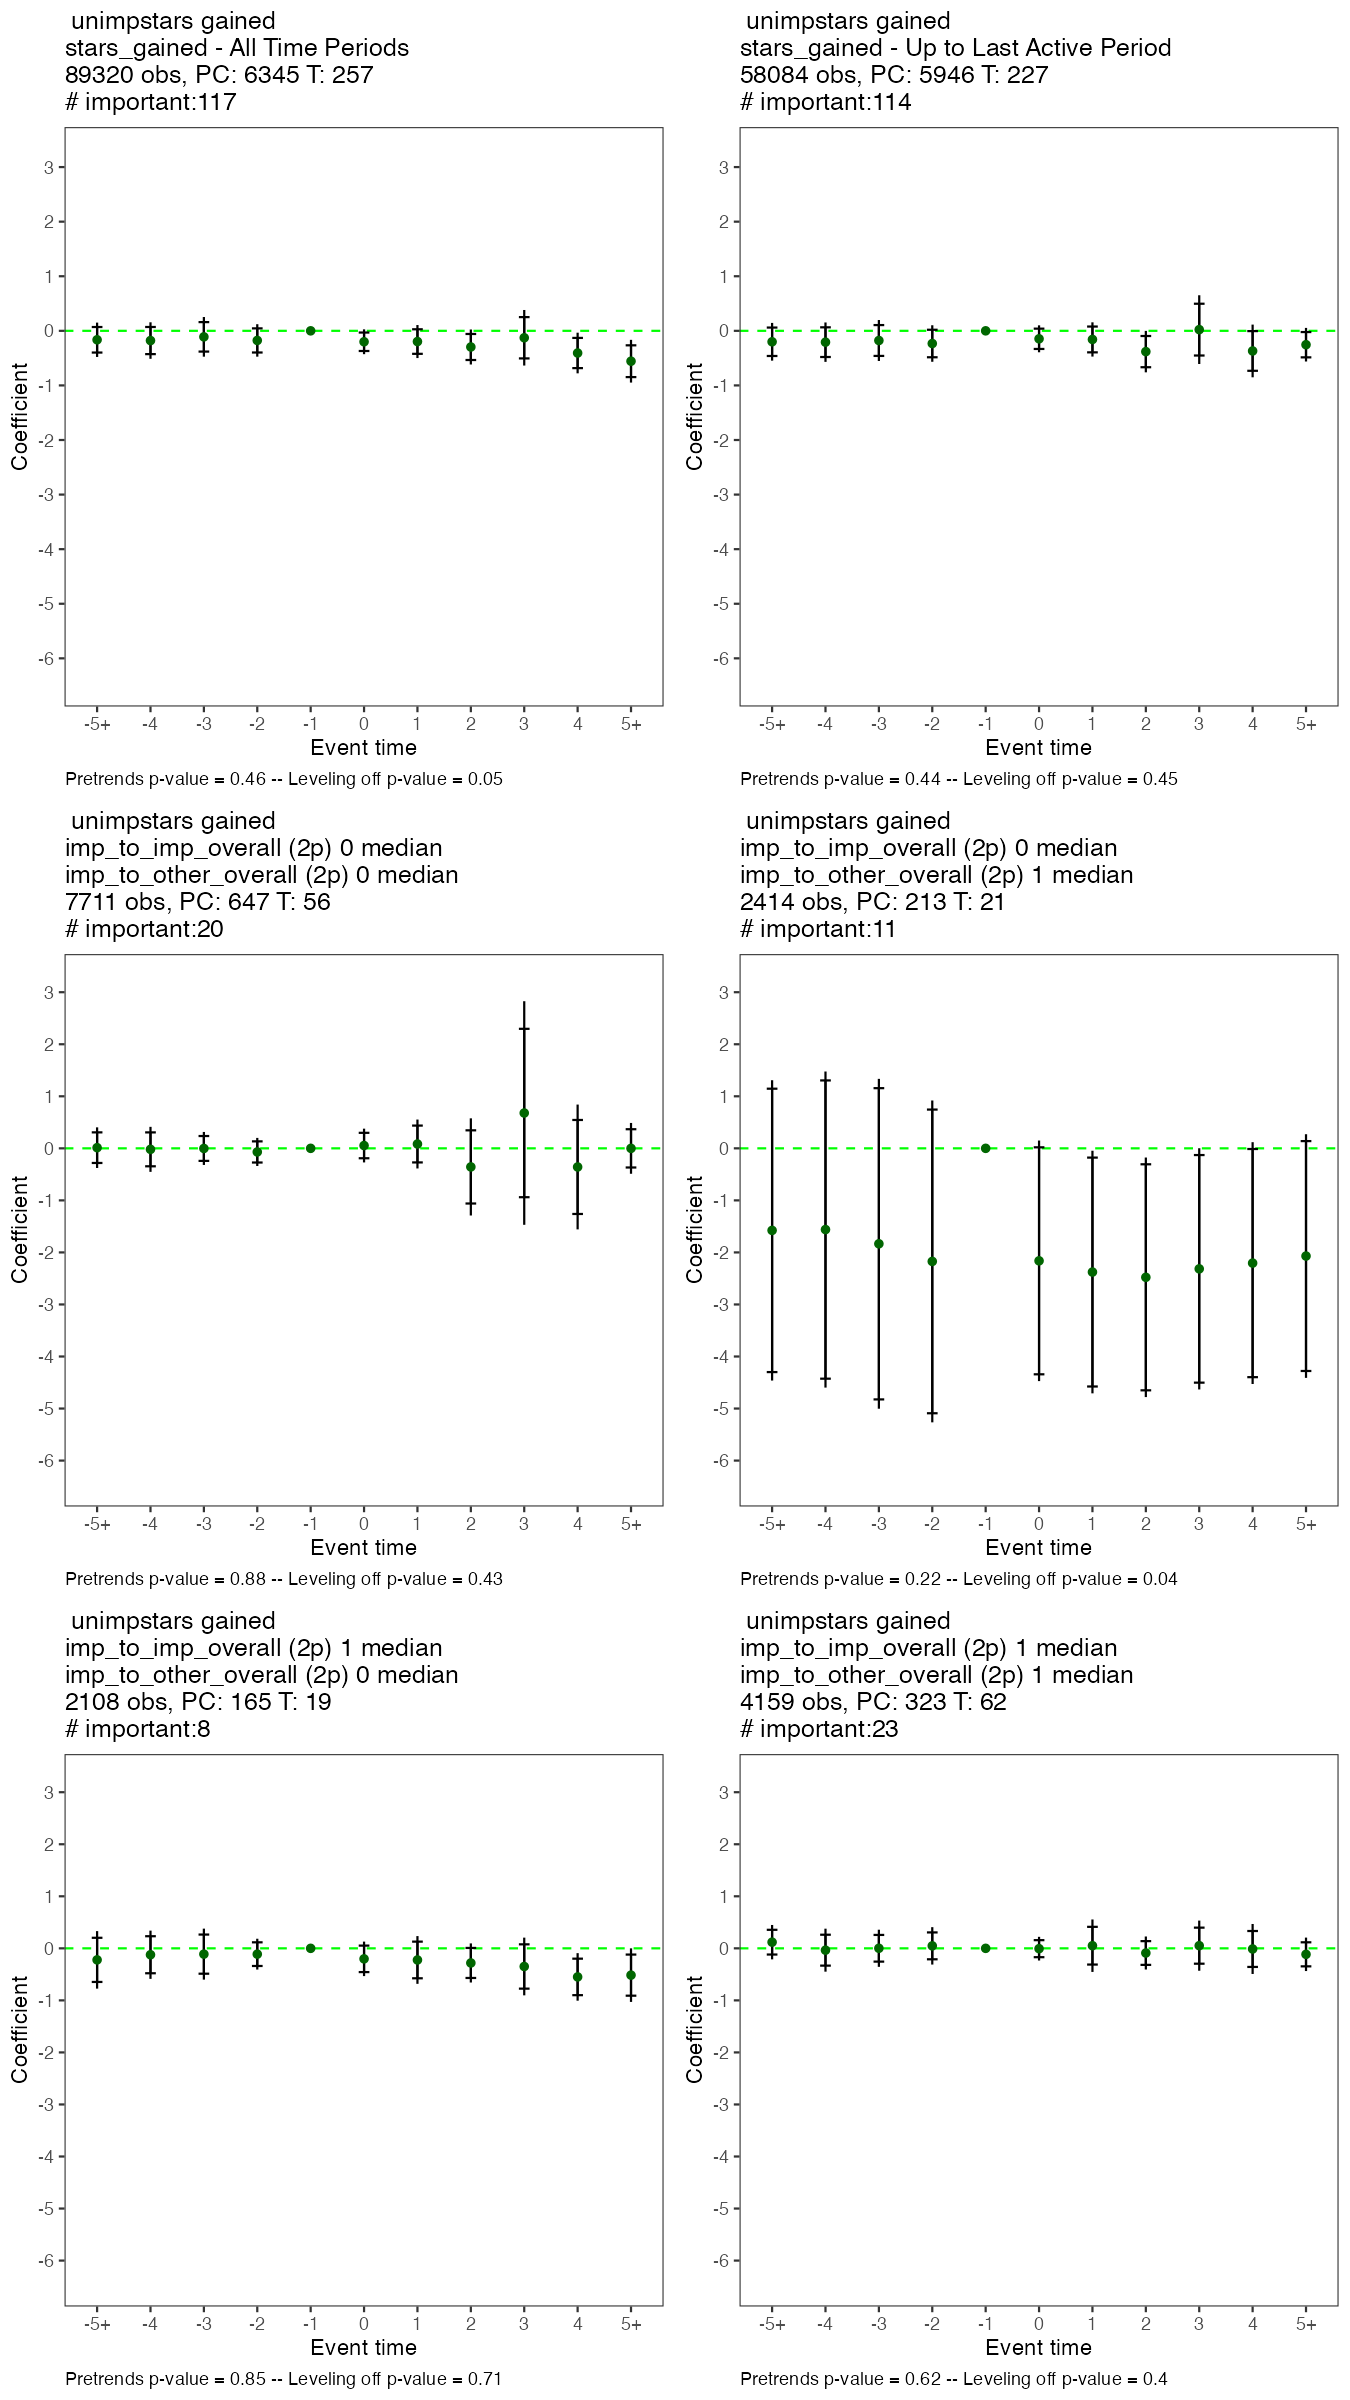 unimpstars gained
stars_gained - All Time Periods
89320 obs, PC: 6345 T: 257
# important:117
3
2
1
0
-1
-2
-3
-4
-5
-6
Coefficient
-5+ -4 -3 -2 -1 0 1 2 3 4 5+
Event time
Pretrends p-value = 0.46 -- Leveling off p-value = 0.05
unimpstars gained
stars_gained - Up to Last Active Period
58084 obs, PC: 5946 T: 227
# important:114
3
2
1
0
-1
-2
-3
-4
-5
-6
Coefficient
-5+ -4 -3 -2 -1 0 1 2 3 4 5+
Event time
Pretrends p-value = 0.44 -- Leveling off p-value = 0.45
unimpstars gained
imp_to_imp_overall (2p) 0 median
imp_to_other_overall (2p) 0 median
7711 obs, PC: 647 T: 56
# important:20
3
2
1
0
-1
-2
-3
-4
-5
-6
Coefficient
-5+ -4 -3 -2 -1 0 1 2 3 4 5+
Event time
Pretrends p-value = 0.88 -- Leveling off p-value = 0.43
unimpstars gained
imp_to_imp_overall (2p) 0 median
imp_to_other_overall (2p) 1 median
2414 obs, PC: 213 T: 21
# important:11
3
2
1
0
-1
-2
-3
-4
-5
-6
Coefficient
-5+ -4 -3 -2 -1 0 1 2 3 4 5+
Event time
Pretrends p-value = 0.22 -- Leveling off p-value = 0.04
unimpstars gained
imp_to_imp_overall (2p) 1 median
imp_to_other_overall (2p) 0 median
2108 obs, PC: 165 T: 19
# important:8
3
2
1
0
-1
-2
-3
-4
-5
-6
Coefficient
-5+ -4 -3 -2 -1 0 1 2 3 4 5+
Event time
Pretrends p-value = 0.85 -- Leveling off p-value = 0.71
unimpstars gained
imp_to_imp_overall (2p) 1 median
imp_to_other_overall (2p) 1 median
4159 obs, PC: 323 T: 62
# important:23
3
2
1
0
-1
-2
-3
-4
-5
-6
Coefficient
-5+ -4 -3 -2 -1 0 1 2 3 4 5+
Event time
Pretrends p-value = 0.62 -- Leveling off p-value = 0.4